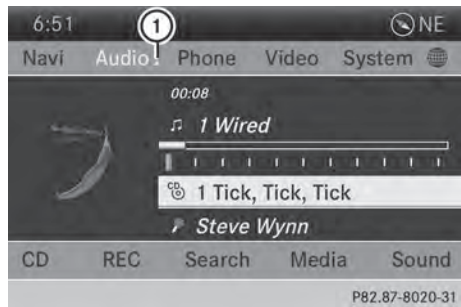 6:51 1 NE
Navi Audio Phone Video System
00:08
1 Wired
CD 1 Tick, Tick, Tick
Steve Wynn
CD REC Search Media Sound
P82.87-8020-31